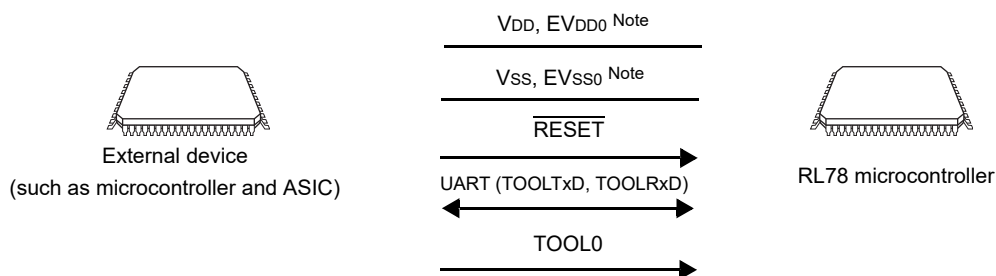 VDD, EVDD0 Note
VSS, EVSS0 Note
RESET
UART (TOOLTxD, TOOLRxD)
TOOL0
External device
(such as microcontroller and ASIC)
RL78 microcontroller